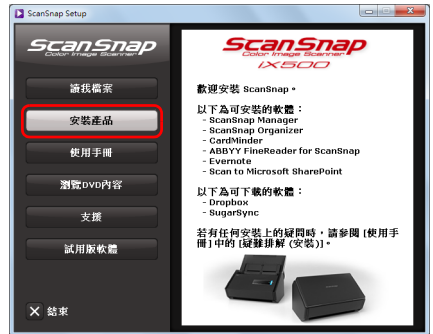 ScanSnap Setup
ScanSnap
Color Image Scanner
讀我檔案
安裝產品
使用手冊
瀏覽DVD內容
支援
試用版軟體
結束
ScanSnap
Color Image Scanner
iX500
歡迎安裝 ScanSnap。
以下為可安裝的軟體：
- ScanSnap Manager
- ScanSnap Organizer
- CardMinder
- ABBYY FineReader for ScanSnap
- Evernote
- Scan to Microsoft SharePoint
以下為可下載的軟體：
- Dropbox
- SugarSync
若有任何安裝上的疑問時，請參閱 [使用手
冊] 中的 [疑難排解 (安裝)]。